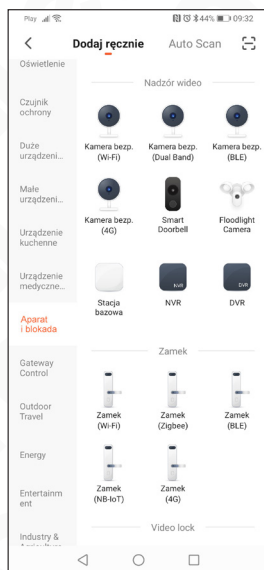 Play 44% 09:32
Dodaj ręcznie Auto Scan
Oświetlenie
Czujnik
ochrony
Duże
urządzeni...
Małe
urządzeni...
Urządzenie
kuchenne
Urządzenie
medyczne...
Aparat
i blokada
Gateway
Control
Outdoor
Travel
Energy
Entertainm
ent
Industry &
Nadzór wideo
Kamera bezp.
(Wi-Fi)
Kamera bezp.
(Dual Band)
Kamera bezp.
(BLE)
Kamera bezp.
(4G)
Smart
Doorbell
Floodlight
Camera
Stacja
bazowa
NVR
NVR
DVR
DVR
Zamek
Zamek
(Wi-Fi)
Zamek
(Zigbee)
Zamek
(BLE)
Zamek
(NB-IoT)
Zamek
(4G)
Video lock